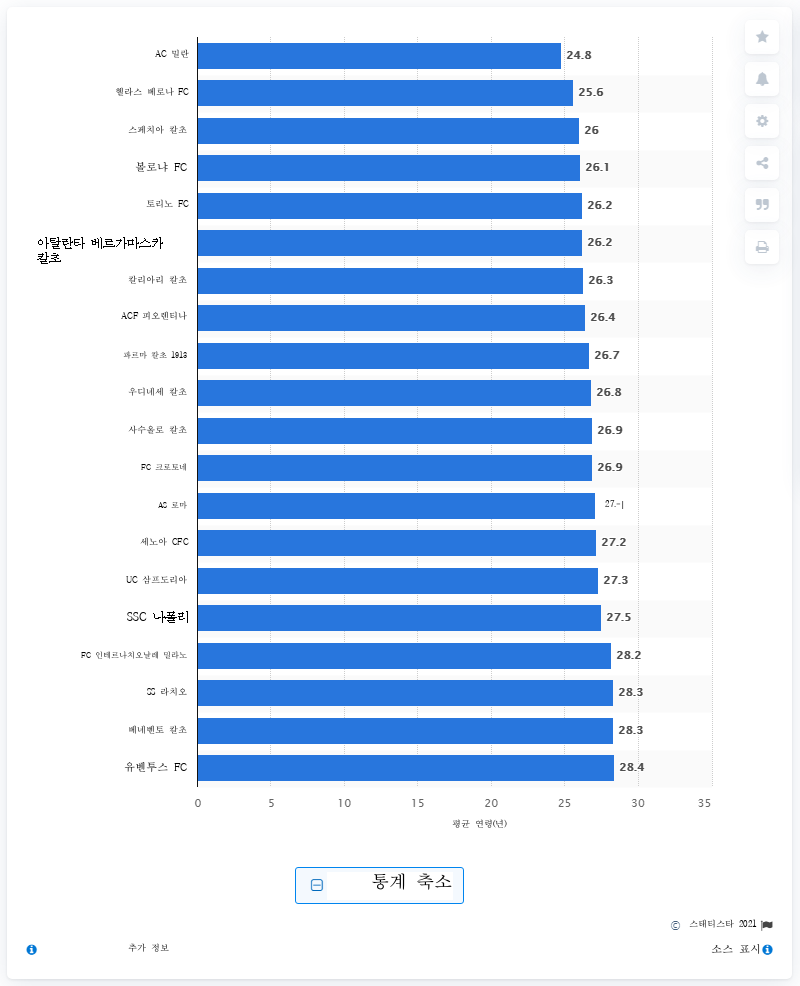 AC 밀란 24.8
헬라스 베로나 FC 25.6
스페치아 칼초 26
볼로냐 FC 26.1
토리노 FC 26.2
아탈란타 베르가마스카
칼초 26.2
칼리아리 칼초 26.3
ACF 피오렌티나 26.4
파르마 칼초 1913 26.7
우디네세 칼초 26.8
사수올로 칼초 26.9
FC 크로토네 26.9
AS 로마 27.-|
제노아 CFC 27.2
UC 삼프도리아 27.3
SSC 나폴리 27.5
FC 인테르나치오날레 밀라노 28.2
SS 라치오 28.3
베네벤토 칼초 28.3
유벤투스 FC 28.4
0 5 10 15 20 25 30 35
평균 연령(년)
통계 축소
© 스태티스타 2021
추가 정보 소스 표시